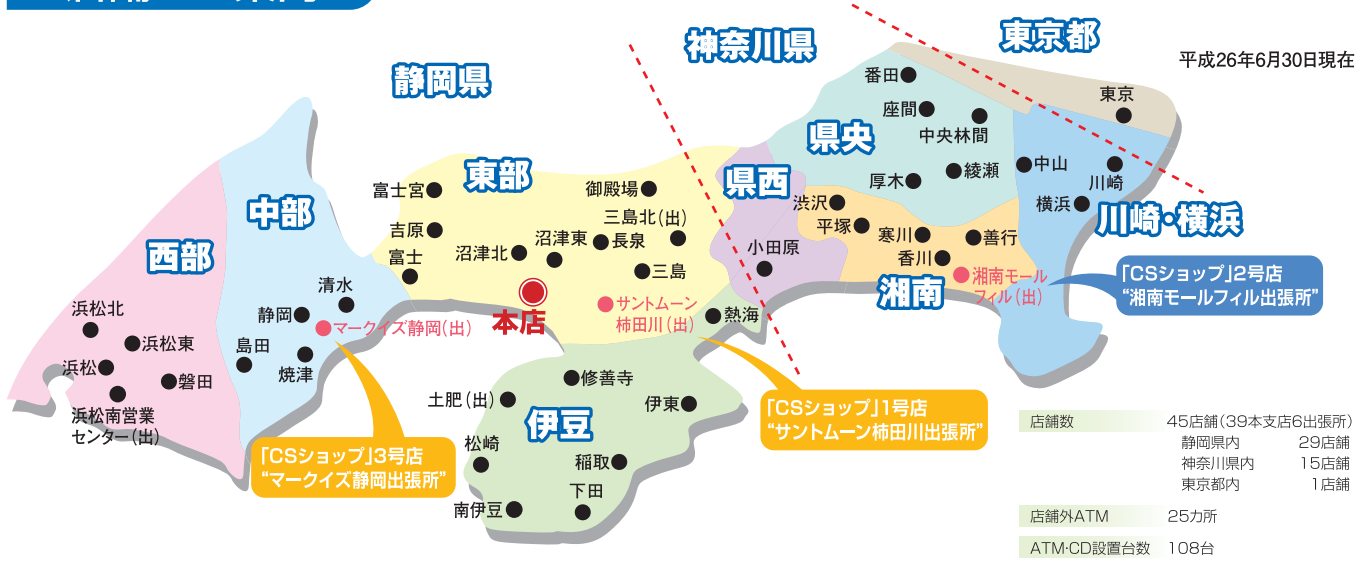 静岡県
神奈川県
東京都
平成26年6月30日現在
西部
浜松北
浜松東
浜松
磐田
浜松南営業
センター(出)
中部
清水
静岡
マークイズ静岡(出)
島田
焼津
「CSショップ」3号店
“マークイズ静岡出張所”
東部
富士宮
吉原
富士
御殿場
三島北(出)
沼津東
長泉
沼津北
三島
本店
サントムーン
柿田川(出)
熱海
伊豆
修善寺
土肥(出)
伊東
松崎
稲取
下田
南伊豆
「CSショップ」1号店
“サントムーン柿田川出張所”
県西
小田原
県央
番田
座間
中央林間
綾瀬
厚木
湘南
渋沢
平塚
寒川
善行
香川
湘南モール
フィル(出)
「CSショップ」2号店
“湘南モールフィル出張所”
川崎・横浜
東京
中山
川崎
横浜
店舗数 45店舗(39本支店6出張所)
静岡県内 29店舗
神奈川県内 15店舗
東京都内 1店舗
店舗外ATM 25カ所
ATM・CD設置台数 108台